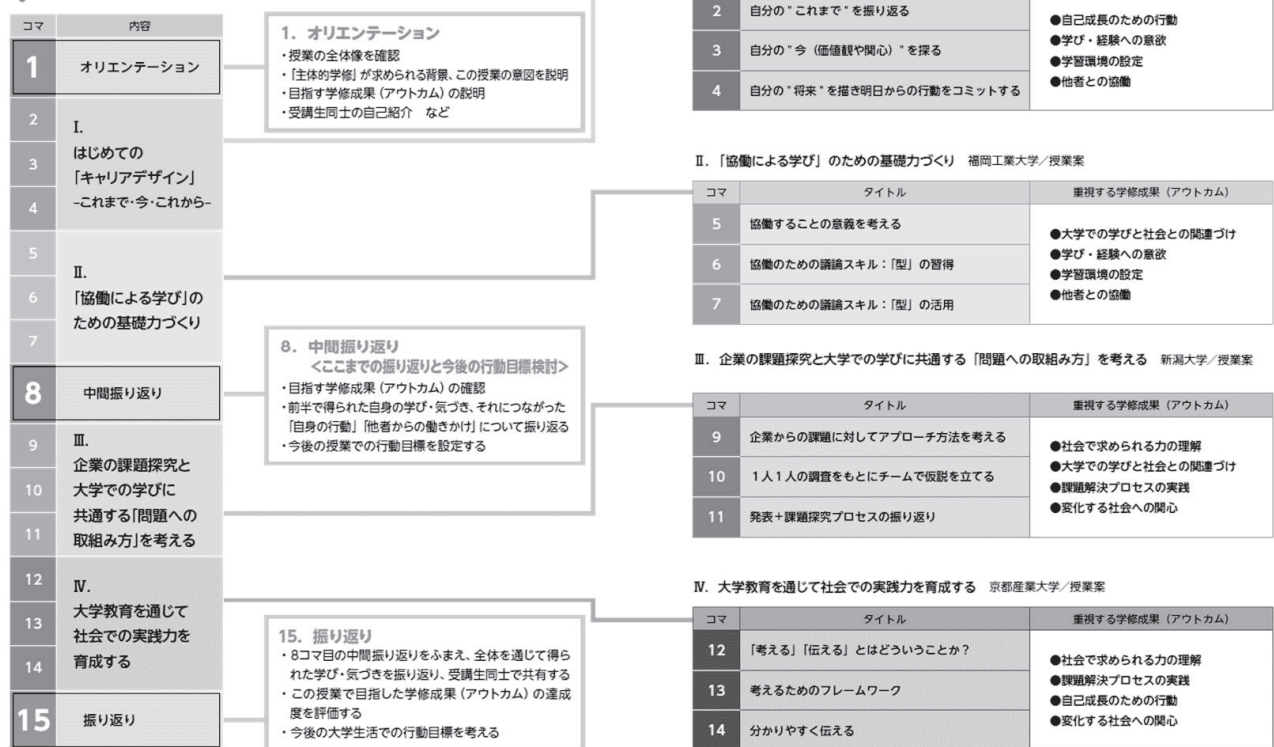 コマ 内容
1 オリエンテーション
2
3
4
Ⅰ.
はじめての
「キャリアデザイン」
-これまで・今・これから-
5
6
7
Ⅱ.
「協働による学び」の
ための基礎力づくり
8 中間振り返り
9
10
11
Ⅲ.
企業の課題探究と
大学での学びに
共通する「問題への
取組み方」を考える
12
13
14
Ⅳ.
大学教育を通じて
社会での実践力を
育成する
15 振り返り
1. オリエンテーション
・授業の全体像を確認
・「主体的学修」が求められる背景、この授業の意図を説明
・目指す学修成果（アウトカム）の説明
・受講生同士の自己紹介　など
8. 中間振り返り
＜ここまでの振り返りと今後の行動目標検討＞
・目指す学修成果（アウトカム）の確認
・前半で得られた自身の学び・気づき、それにつながった
「自身の行動」「他者からの働きかけ」について振り返る
・今後の授業での行動目標を設定する
15. 振り返り
・8コマ目の中間振り返りをふまえ、全体を通じて得ら
れた学び・気づきを振り返り、受講生同士で共有する
・この授業で目指した学修成果（アウトカム）の達成
度を評価する
・今後の大学生活での行動目標を考える
2 自分の"これまで"を振り返る
3 自分の"今（価値観や関心）"を探る
4 自分の"将来"を描き明日からの行動をコミットする
●自己成長のための行動
●学び・経験への意欲
●学習環境の設定
●他者との協働
Ⅱ. 「協働による学び」のための基礎力づくり　福岡工業大学／授業案
コマ タイトル 重視する学修成果（アウトカム）
5 協働することの意義を考える
6 協働のための議論スキル：「型」の習得
7 協働のための議論スキル：「型」の活用
●大学での学びと社会との関連づけ
●学び・経験への意欲
●学習環境の設定
●他者との協働
Ⅲ. 企業の課題探究と大学での学びに共通する「問題への取組み方」を考える　新潟大学／授業案
コマ タイトル 重視する学修成果（アウトカム）
9 企業からの課題に対してアプローチ方法を考える
10 1人1人の調査をもとにチームで仮説を立てる
11 発表＋課題探究プロセスの振り返り
●社会で求められる力の理解
●大学での学びと社会との関連づけ
●課題解決プロセスの実践
●変化する社会への関心
Ⅳ. 大学教育を通じて社会での実践力を育成する　京都産業大学／授業案
コマ タイトル 重視する学修成果（アウトカム）
12 「考える」「伝える」とはどういうことか？
13 考えるためのフレームワーク
14 分かりやすく伝える
●社会で求められる力の理解
●課題解決プロセスの実践
●自己成長のための行動
●変化する社会への関心